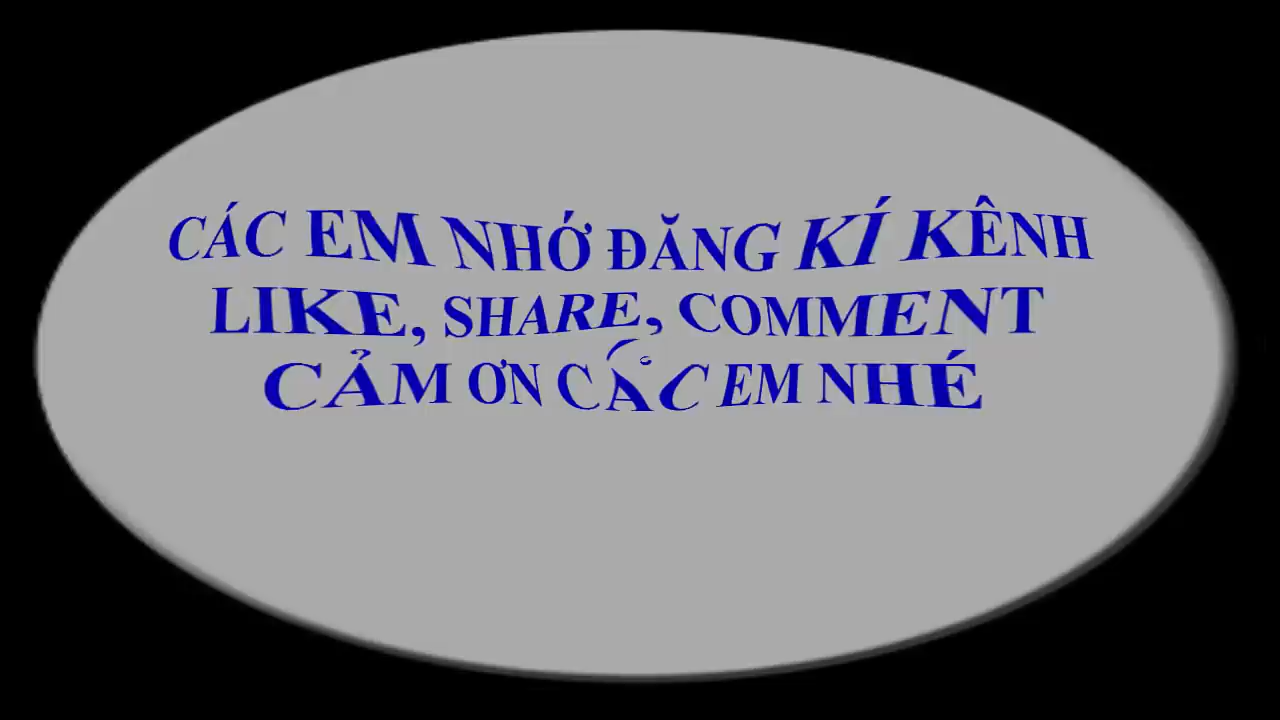 CÁC EM NHỚ ĐĂNG KÍ KÊNH
LIKE, SHARE, COMMENT
CẢM ƠN CÁC EM NHÉ